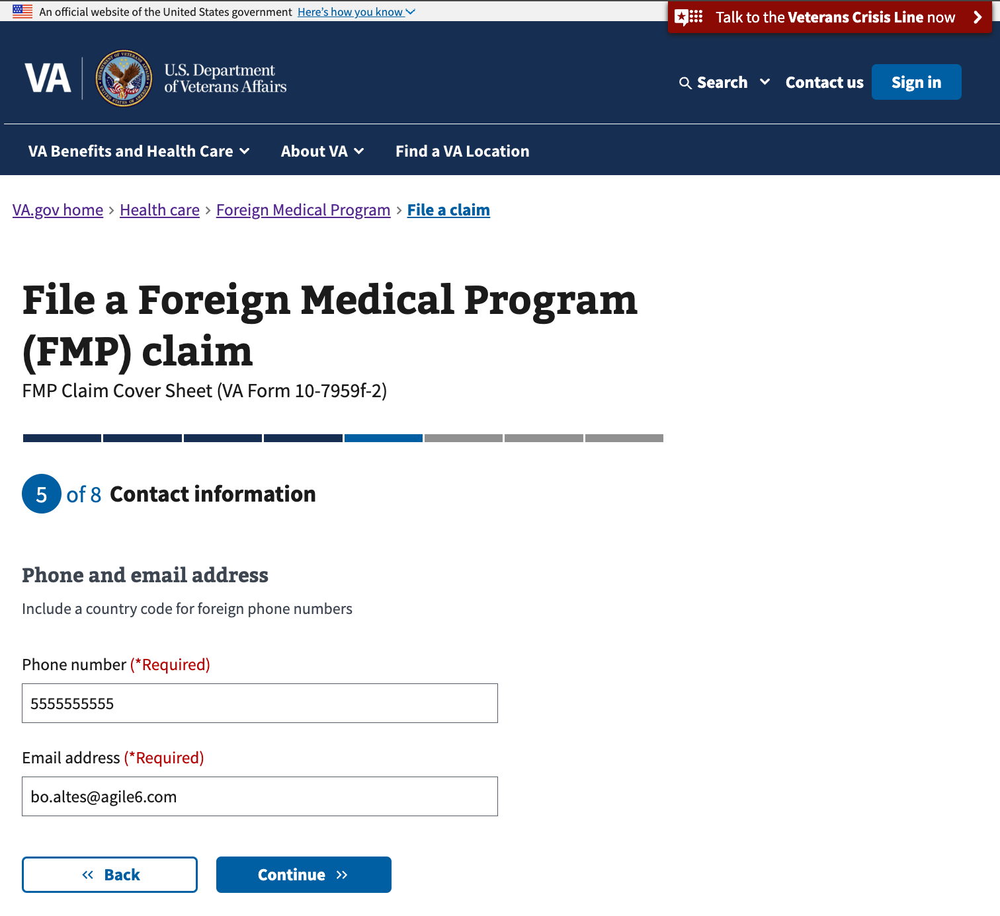 An official website of the United States government Here’s how you know
Talk to the Veterans Crisis Line now
VA
U.S. Department
of Veterans Affairs
Search
Contact us
Sign in
VA Benefits and Health Care
About VA
Find a VA Location
VA.gov home › Health care › Foreign Medical Program › File a claim
File a Foreign Medical Program
(FMP) claim
FMP Claim Cover Sheet (VA Form 10-7959f-2)
5 of 8 Contact information
Phone and email address
Include a country code for foreign phone numbers
Phone number (*Required)
5555555555
Email address (*Required)
bo.altes@agile6.com
« Back
Continue »